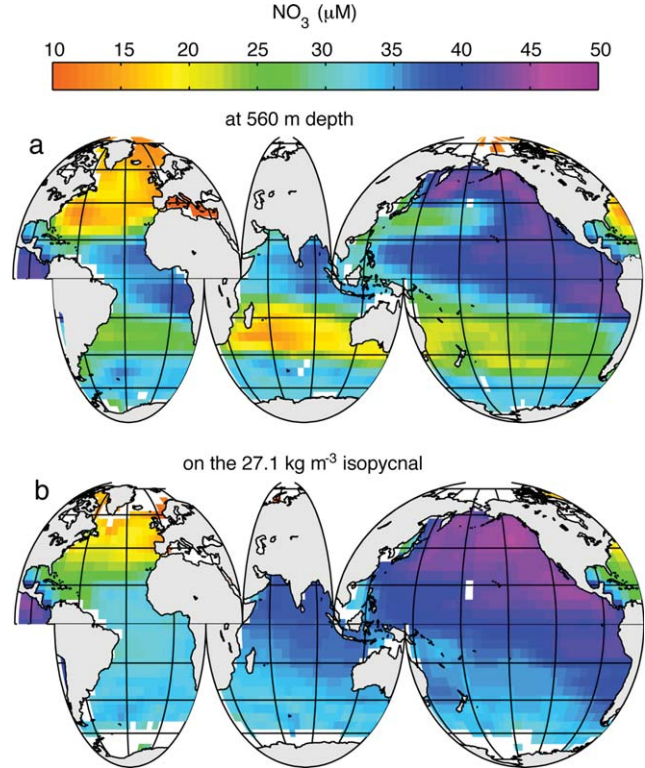 NO₃ (μM)
10 15 20 25 30 35 40 45 50
at 560 m depth
a
on the 27.1 kg m⁻³ isopycnal
b